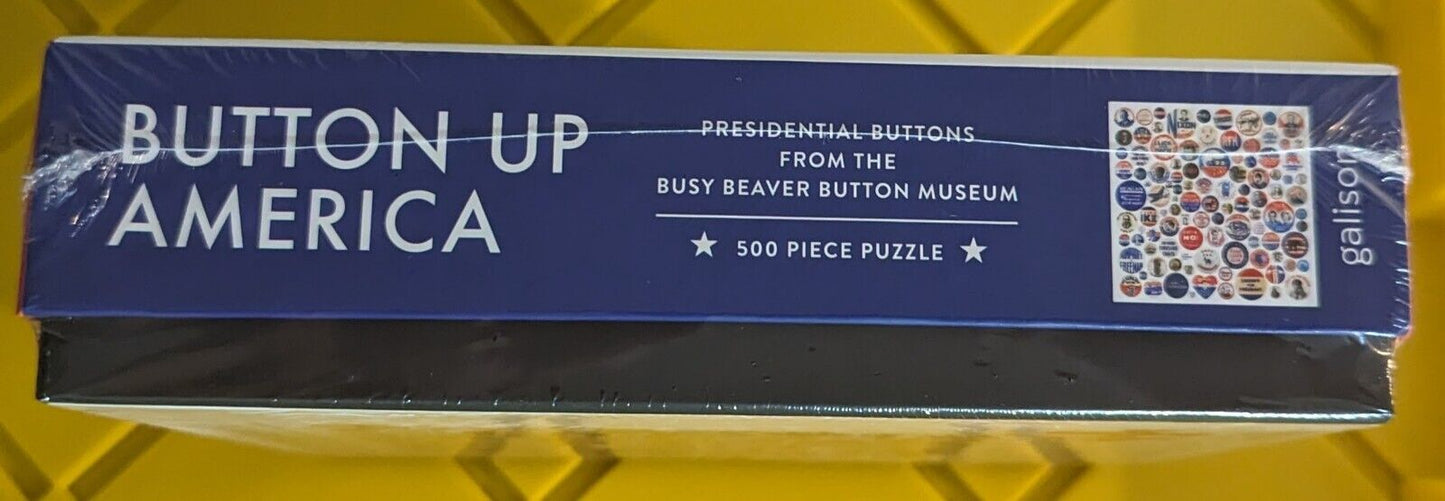 BUTTON UP
AMERICA
PRESIDENTIAL BUTTONS
FROM THE
BUSY BEAVER BUTTON MUSEUM
★ 500 PIECE PUZZLE ★
galison